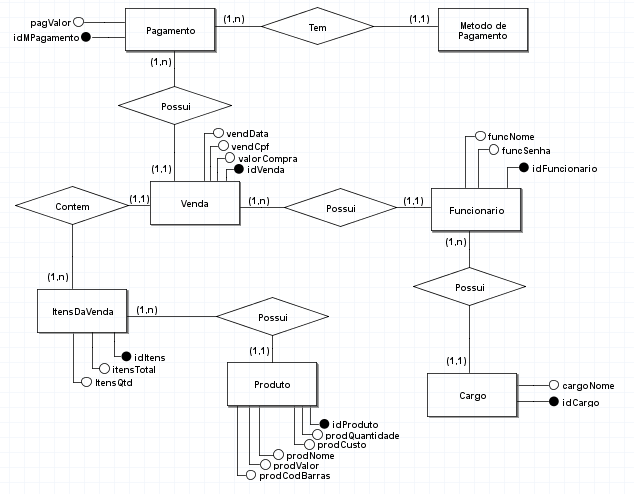 pagValor
idMPagamento
Pagamento
(1,n)
Tem
(1,1)
Metodo de
Pagamento
(1,n)
Possui
(1,1)
vendData
vendCpf
valorCompra
idVenda
funcNome
funcSenha
idFuncionario
Contem
(1,1)
Venda
(1,n)
Possui
(1,1)
Funcionario
(1,n)
(1,n)
Possui
ItensDaVenda
(1,n)
Possui
idItens
itensTotal
ItensQtd
(1,1)
Produto
(1,1)
Cargo
cargoNome
idCargo
idProduto
prodQuantidade
prodCusto
prodNome
prodValor
prodCodBarras